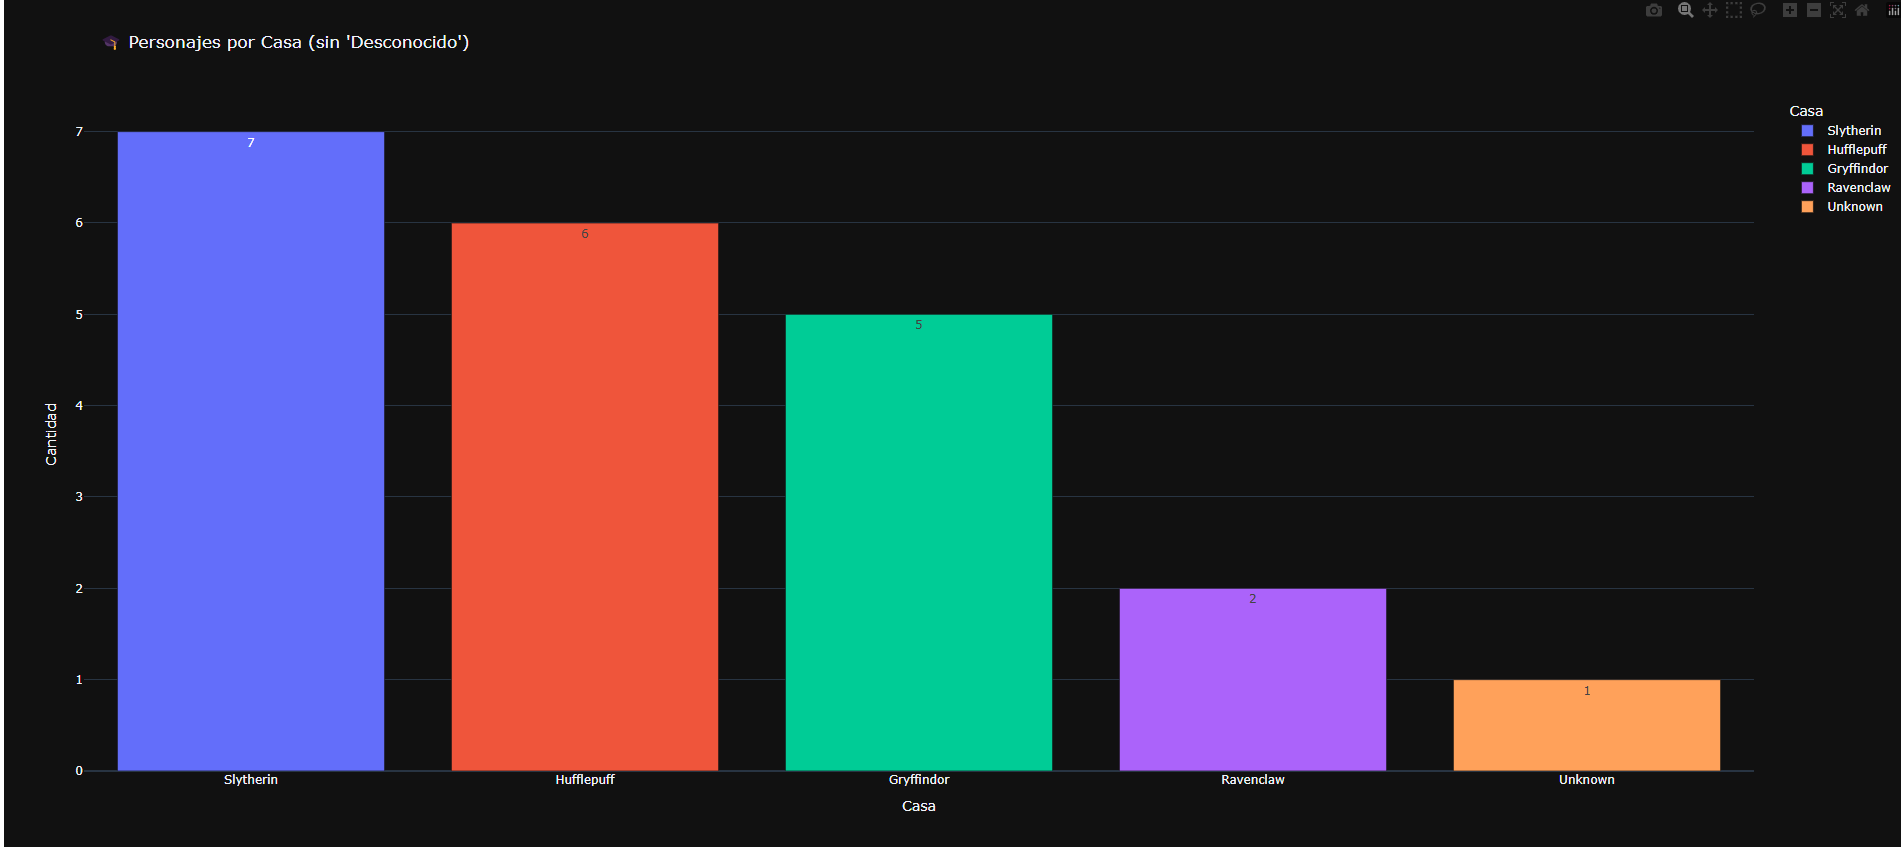 🎓 Personajes por Casa (sin 'Desconocido')
Casa
Slytherin
Hufflepuff
Gryffindor
Ravenclaw
Unknown
Cantidad
7
6
5
4
3
2
1
0
7
6
5
2
1
Slytherin
Hufflepuff
Gryffindor
Ravenclaw
Unknown
Casa